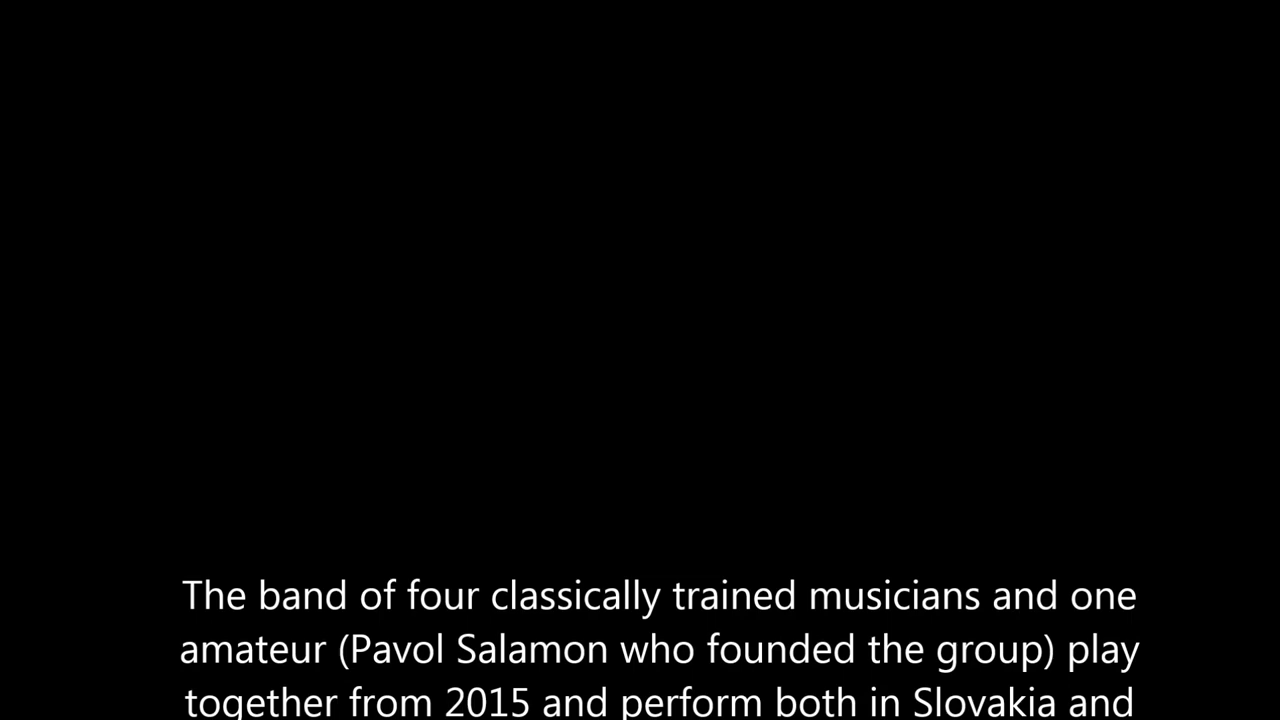 The band of four classically trained musicians and one
amateur (Pavol Salamon who founded the group) play
together from 2015 and perform both in Slovakia and